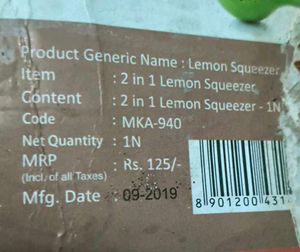 Product Generic Name : Lemon Squeezer
Item : 2 in 1 Lemon Squeezer
Content : 2 in 1 Lemon Squeezer - 1N
Code : MKA-940
Net Quantity : 1N
MRP : Rs. 125/-
(Incl. of all Taxes)
Mfg. Date : 09-2019
8 901200 431